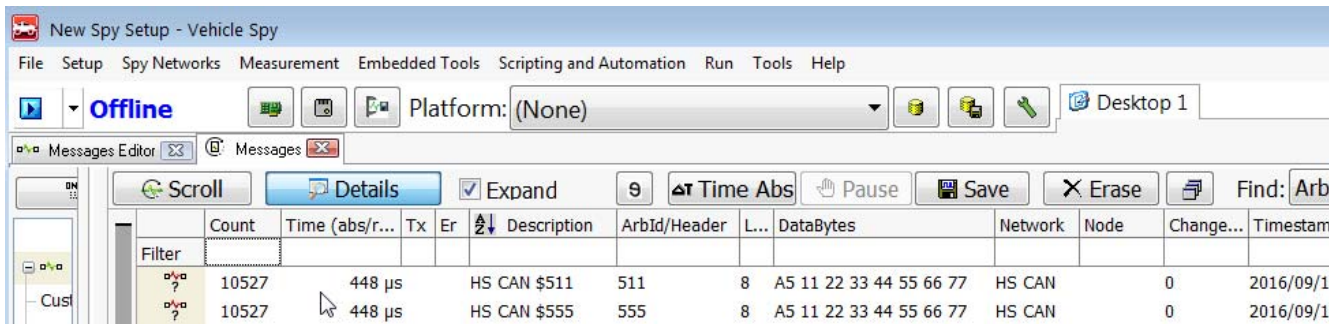 New Spy Setup - Vehicle Spy
File Setup Spy Networks Measurement Embedded Tools Scripting and Automation Run Tools Help
Offline Platform: (None) Desktop 1
Messages Editor Messages
Scroll Details Expand ΔT Time Abs Pause Save Erase Find: Arb
Count Time (abs/r... Tx Er Description ArbId/Header L... DataBytes Network Node Change... Timestam
Filter
10527 448 µs HS CAN $511 511 8 A5 11 22 33 44 55 66 77 HS CAN 0 2016/09/1
Cust
10527 448 µs HS CAN $555 555 8 A5 11 22 33 44 55 66 77 HS CAN 0 2016/09/1